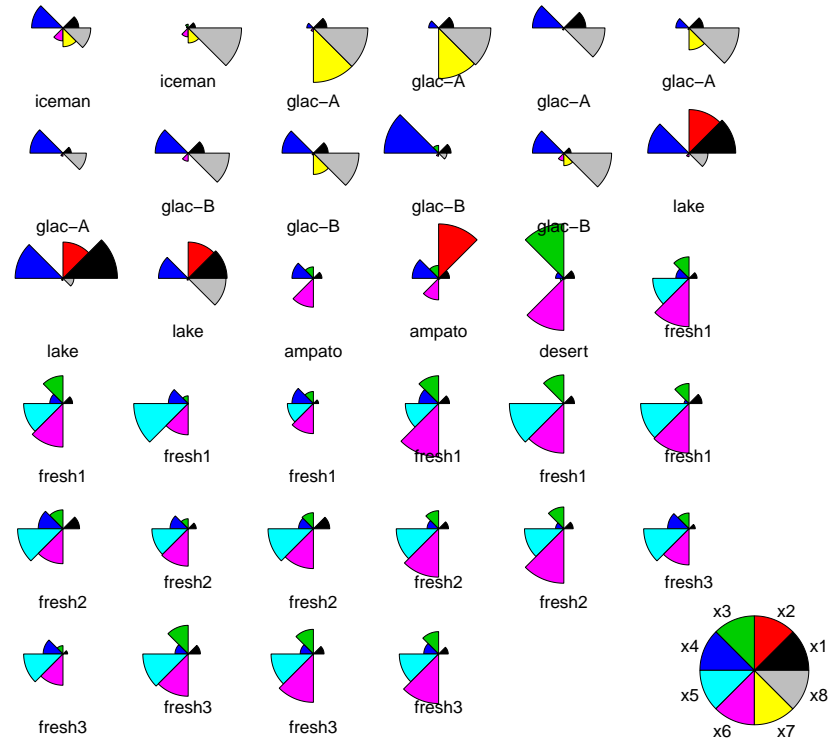 iceman
iceman
glac−A
glac−A
glac−A
glac−A
glac−A
glac−B
glac−B
glac−B
glac−B
lake
lake
lake
ampato
ampato
desert
fresh1
fresh1
fresh1
fresh1
fresh1
fresh1
fresh1
fresh2
fresh2
fresh2
fresh2
fresh2
fresh3
fresh3
fresh3
fresh3
fresh3
x3
x2
x4
x1
x5
x8
x6
x7